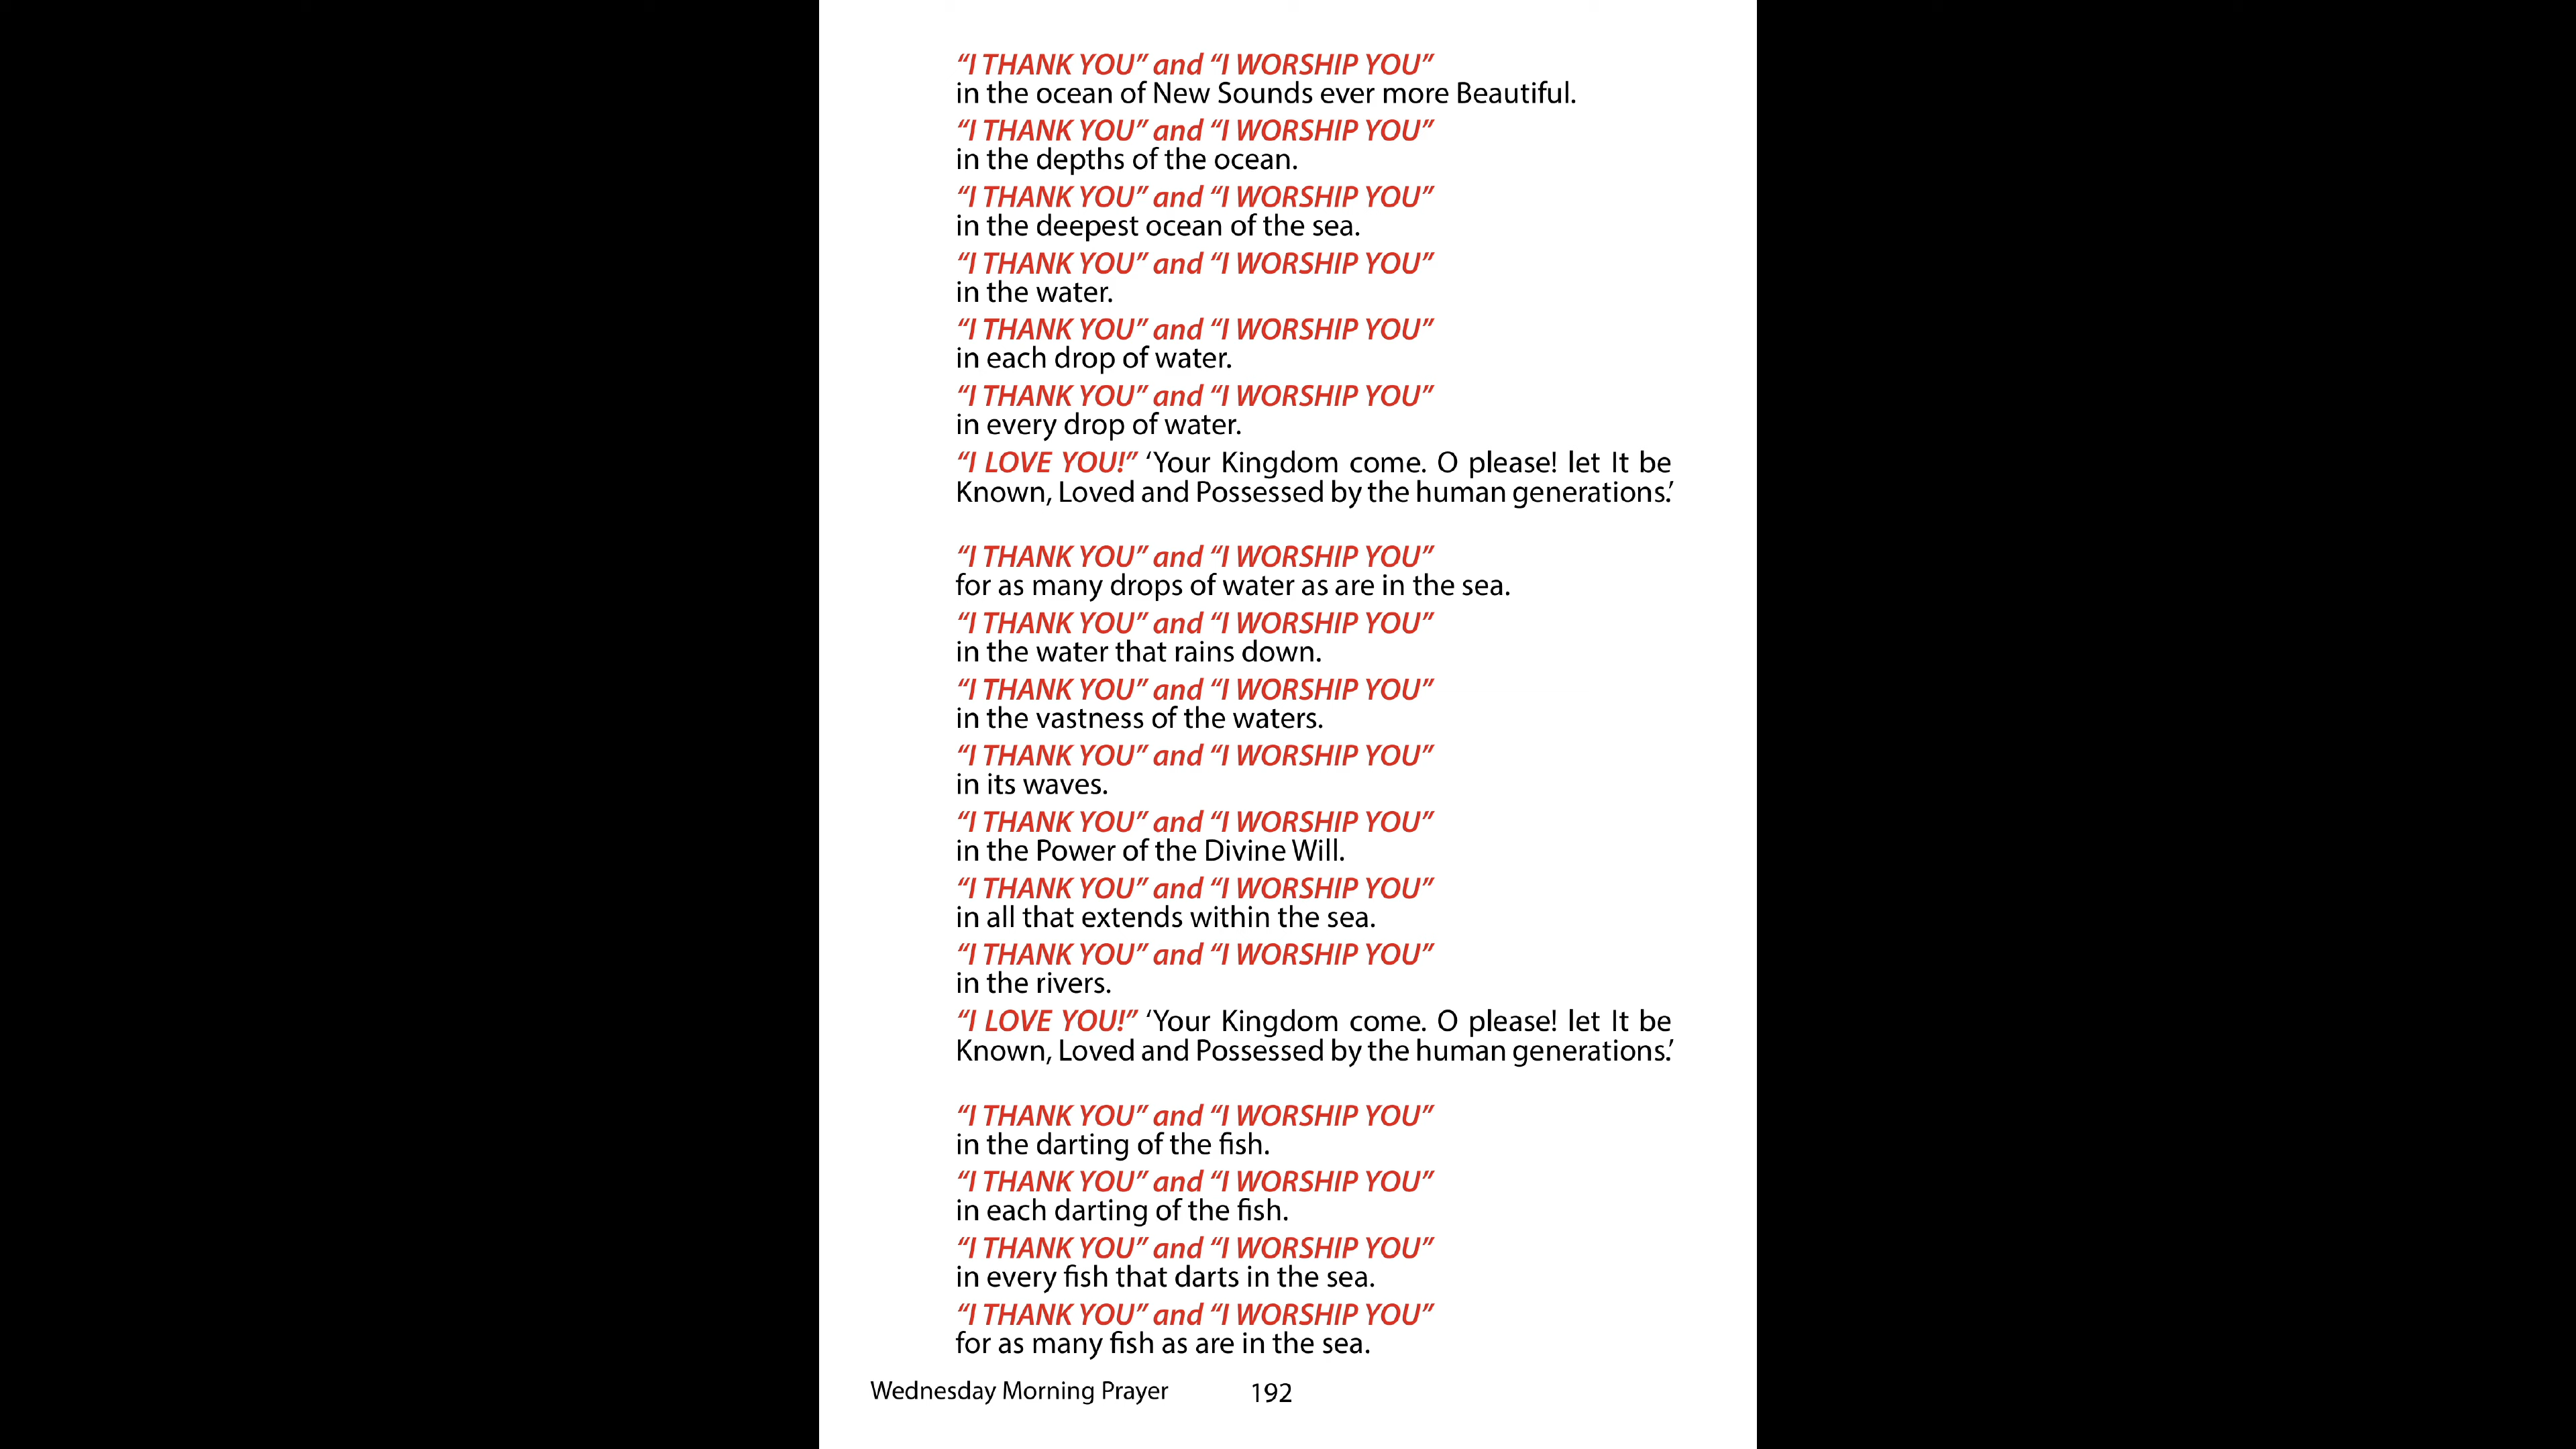 “I THANK YOU” and “I WORSHIP YOU”
in the ocean of New Sounds ever more Beautiful.
“I THANK YOU” and “I WORSHIP YOU”
in the depths of the ocean.
“I THANK YOU” and “I WORSHIP YOU”
in the deepest ocean of the sea.
“I THANK YOU” and “I WORSHIP YOU”
in the water.
“I THANK YOU” and “I WORSHIP YOU”
in each drop of water.
“I THANK YOU” and “I WORSHIP YOU”
in every drop of water.
“I LOVE YOU!” ‘Your Kingdom come. O please! let It be
Known, Loved and Possessed by the human generations.’
“I THANK YOU” and “I WORSHIP YOU”
for as many drops of water as are in the sea.
“I THANK YOU” and “I WORSHIP YOU”
in the water that rains down.
“I THANK YOU” and “I WORSHIP YOU”
in the vastness of the waters.
“I THANK YOU” and “I WORSHIP YOU”
in its waves.
“I THANK YOU” and “I WORSHIP YOU”
in the Power of the Divine Will.
“I THANK YOU” and “I WORSHIP YOU”
in all that extends within the sea.
“I THANK YOU” and “I WORSHIP YOU”
in the rivers.
“I LOVE YOU!” ‘Your Kingdom come. O please! let It be
Known, Loved and Possessed by the human generations.’
“I THANK YOU” and “I WORSHIP YOU”
in the darting of the fish.
“I THANK YOU” and “I WORSHIP YOU”
in each darting of the fish.
“I THANK YOU” and “I WORSHIP YOU”
in every fish that darts in the sea.
“I THANK YOU” and “I WORSHIP YOU”
for as many fish as are in the sea.
Wednesday Morning Prayer 192